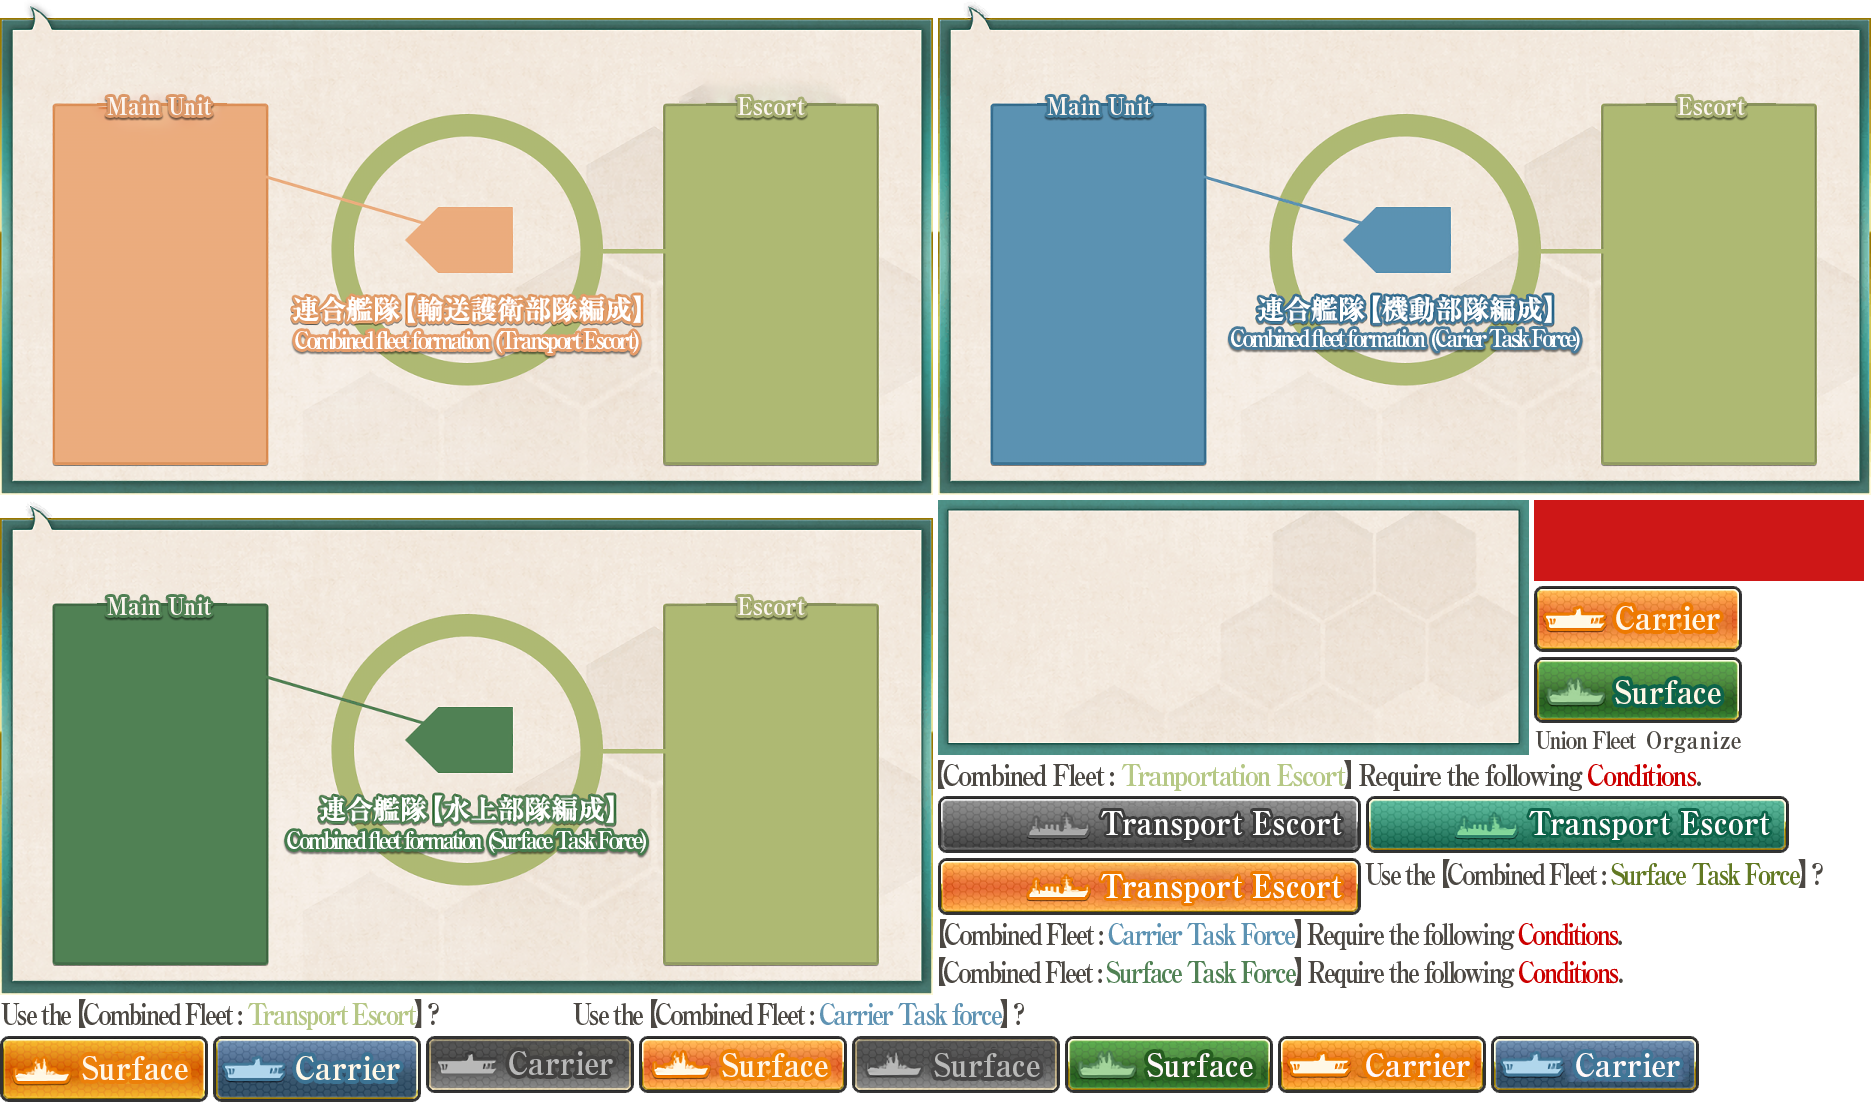 Main Unit
Escort
連合艦隊【輸送護衛部隊編成】
Combined fleet formation (Transport Escort)
Main Unit
Escort
連合艦隊【機動部隊編成】
Combined fleet formation (Carier Task Force)
Main Unit
Escort
連合艦隊【水上部隊編成】
Combined fleet formation (Surface Task Force)
Carrier
Surface
Union Fleet Organize
【Combined Fleet : Tranportation Escort】 Require the following Conditions.
Transport Escort
Transport Escort
Transport Escort
Use the 【Combined Fleet : Surface Task Force】 ?
【Combined Fleet : Carrier Task Force】 Require the following Conditions.
【Combined Fleet : Surface Task Force】 Require the following Conditions.
Use the 【Combined Fleet : Transport Escort】 ?
Use the 【Combined Fleet : Carrier Task force】 ?
Surface
Carrier
Carrier
Surface
Surface
Surface
Carrier
Carrier